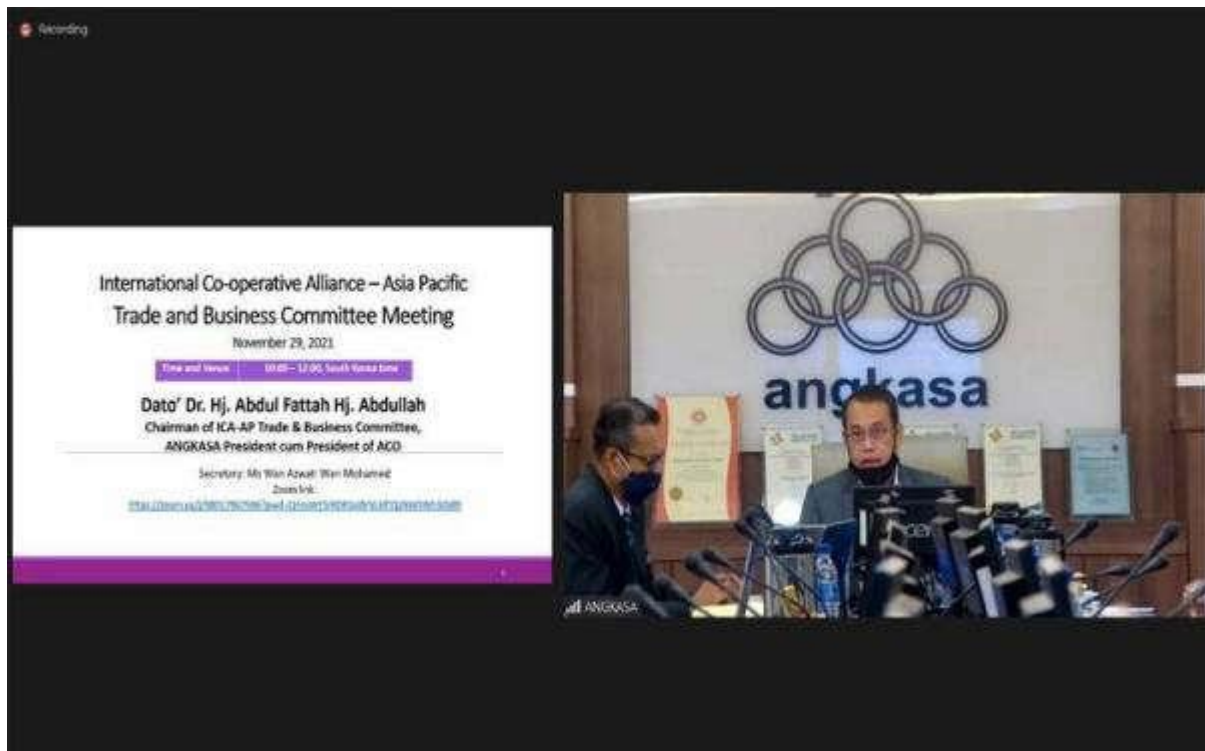 Recording
International Co-operative Alliance – Asia Pacific
Trade and Business Committee Meeting
November 29, 2021
Time and Venue 10:00 – 12:00, South Korea time
Dato' Dr. Hj. Abdul Fattah Hj. Abdullah
Chairman of ICA-AP Trade & Business Committee,
ANGKASA President cum President of ACO
Secretary: Ms Wan Azwati Wan Mohamed
Zoom link:
angkasa
ANGKASA